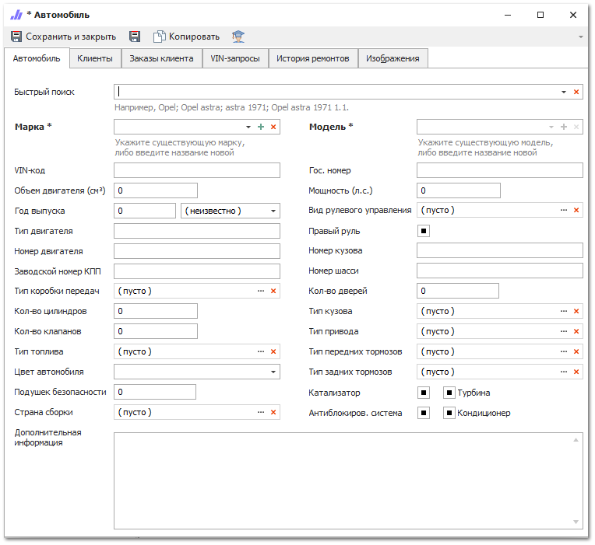 * Автомобиль
Сохранить и закрыть Копировать
Автомобиль Клиенты Заказы клиента VIN-запросы История ремонтов Изображения
Быстрый поиск
Например, Opel; Opel astra; astra 1971; Opel astra 1971 1.1.
Марка * Модель *
Укажите существующую марку, Укажите существующую модель,
либо введите название новой либо введите название новой
VIN-код Гос. номер
Объем двигателя (см³) 0 Мощность (л.с.) 0
Год выпуска 0 ( неизвестно ) Вид рулевого управления ( пусто )
Тип двигателя Правый руль
Номер двигателя Номер кузова
Заводской номер КПП Номер шасси
Тип коробки передач ( пусто ) Кол-во дверей 0
Кол-во цилиндров 0 Тип кузова ( пусто )
Кол-во клапанов 0 Тип привода ( пусто )
Тип топлива ( пусто ) Тип передних тормозов ( пусто )
Цвет автомобиля Тип задних тормозов ( пусто )
Подушек безопасности 0 Катализатор Турбина
Страна сборки ( пусто ) Антиблокиров. система Кондиционер
Дополнительная
информация